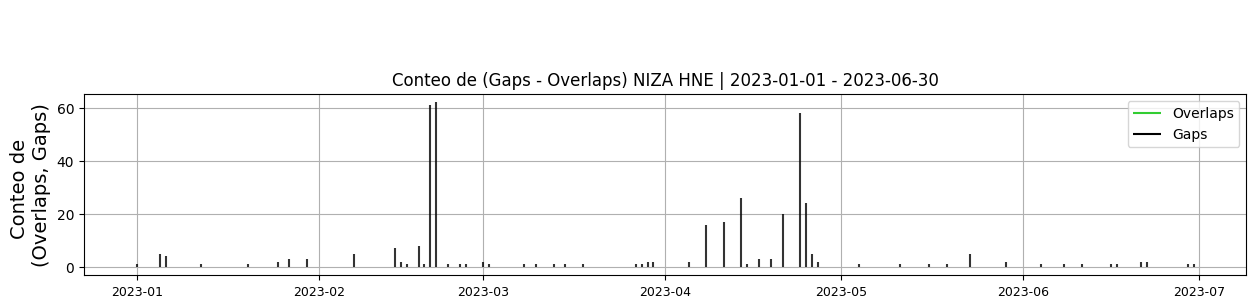 Conteo de (Gaps - Overlaps) NIZA HNE | 2023-01-01 - 2023-06-30
Conteo de
(Overlaps, Gaps)
60
40
20
0
Overlaps
Gaps
2023-01
2023-02
2023-03
2023-04
2023-05
2023-06
2023-07